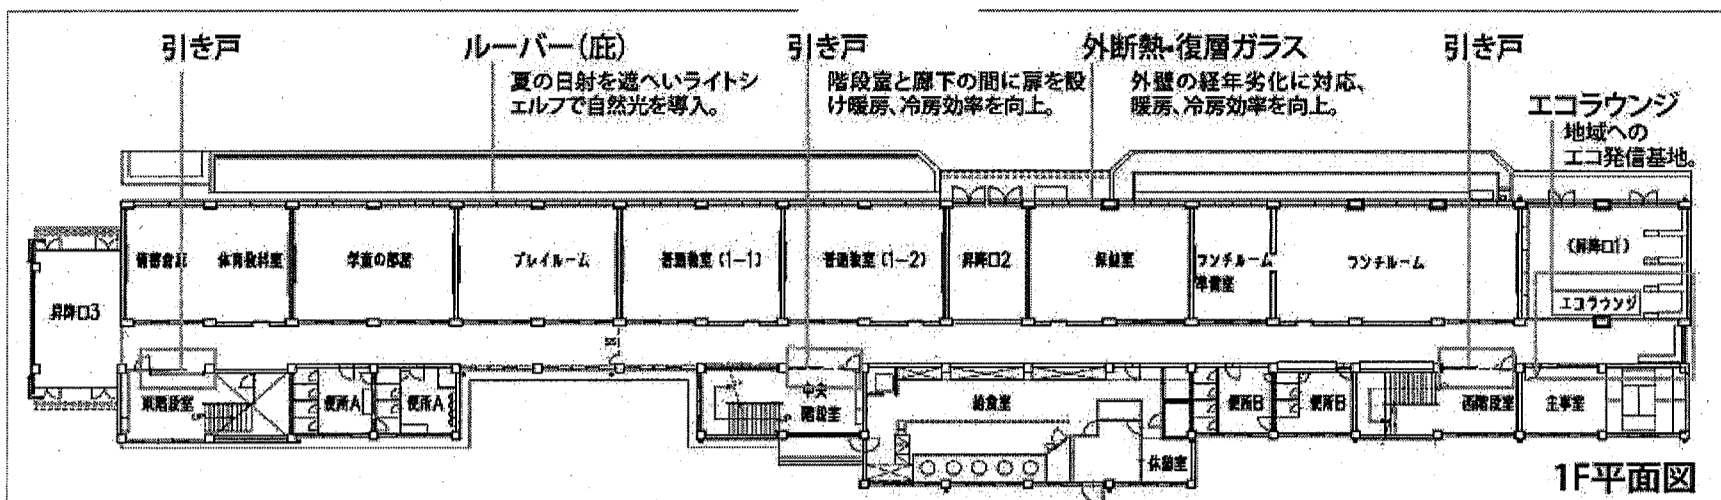 引き戸
ルーバー(庇)
夏の日射を遮へいライトシ
ェルフで自然光を導入。
引き戸
階段室と廊下の間に扉を設
け暖房、冷房効率を向上。
外断熱・復層ガラス
外壁の経年劣化に対応、
暖房、冷房効率を向上。
引き戸
エコラウンジ
地域への
エコ発信基地。
昇降口3
備蓄倉庫
体育教科室
学童の部屋
プレイルーム
普通教室(1-1)
普通教室(1-2)
昇降口2
保健室
ランチルーム
準備室
ランチルーム
(昇降口1)
エコラウンジ
東階段室
便所A
便所A
中央
階段室
給食室
休憩室
便所B
便所B
西階段室
主事室
1F平面図